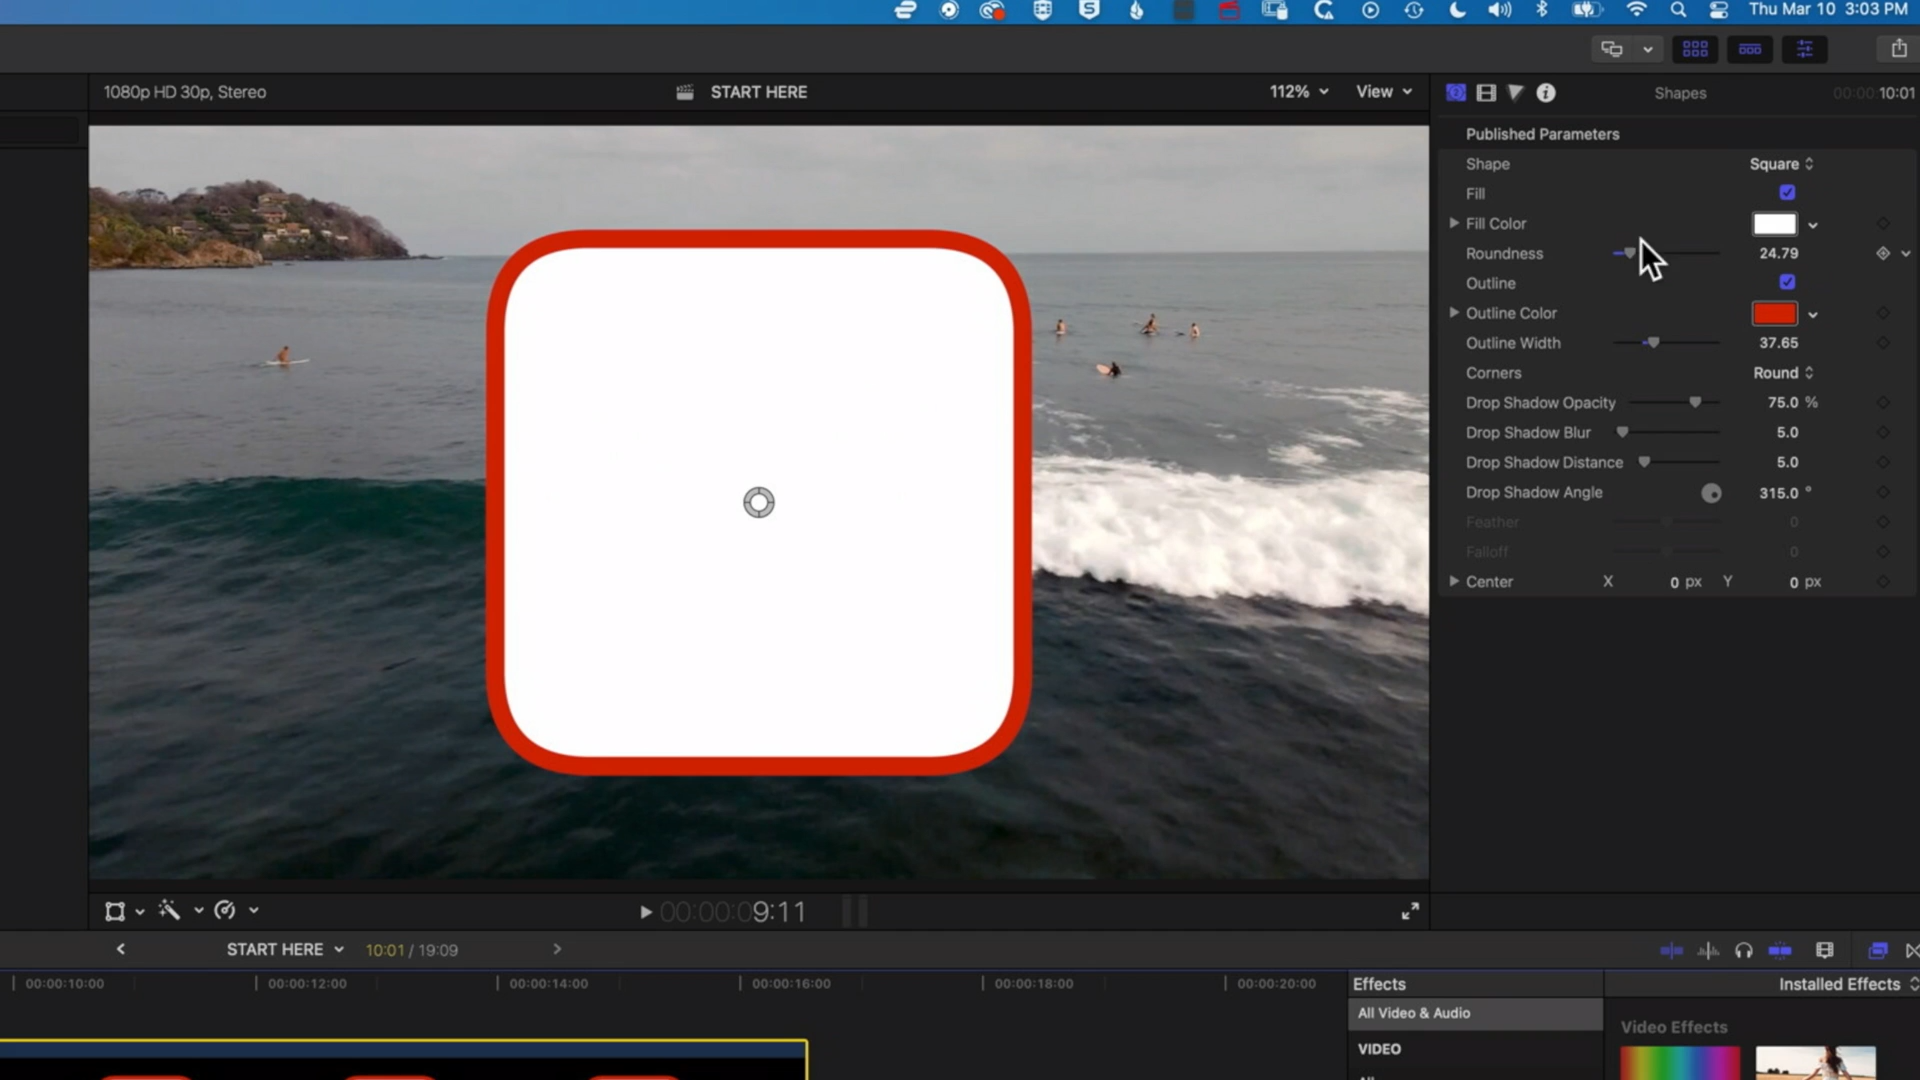 Thu Mar 10 3:03 PM
1080p HD 30p, Stereo
START HERE
112%
View
Shapes
00:00:10:01
Published Parameters
Shape
Square
Fill
Fill Color
Roundness
24.79
Outline
Outline Color
Outline Width
37.65
Corners
Round
Drop Shadow Opacity
75.0 %
Drop Shadow Blur
5.0
Drop Shadow Distance
5.0
Drop Shadow Angle
315.0 °
Feather
0
Falloff
0
Center
X 0 px Y 0 px
00:00:09:11
START HERE
10:01 / 19:09
00:00:10:00
00:00:12:00
00:00:14:00
00:00:16:00
00:00:18:00
00:00:20:00
Effects
Installed Effects
All Video & Audio
Video Effects
VIDEO